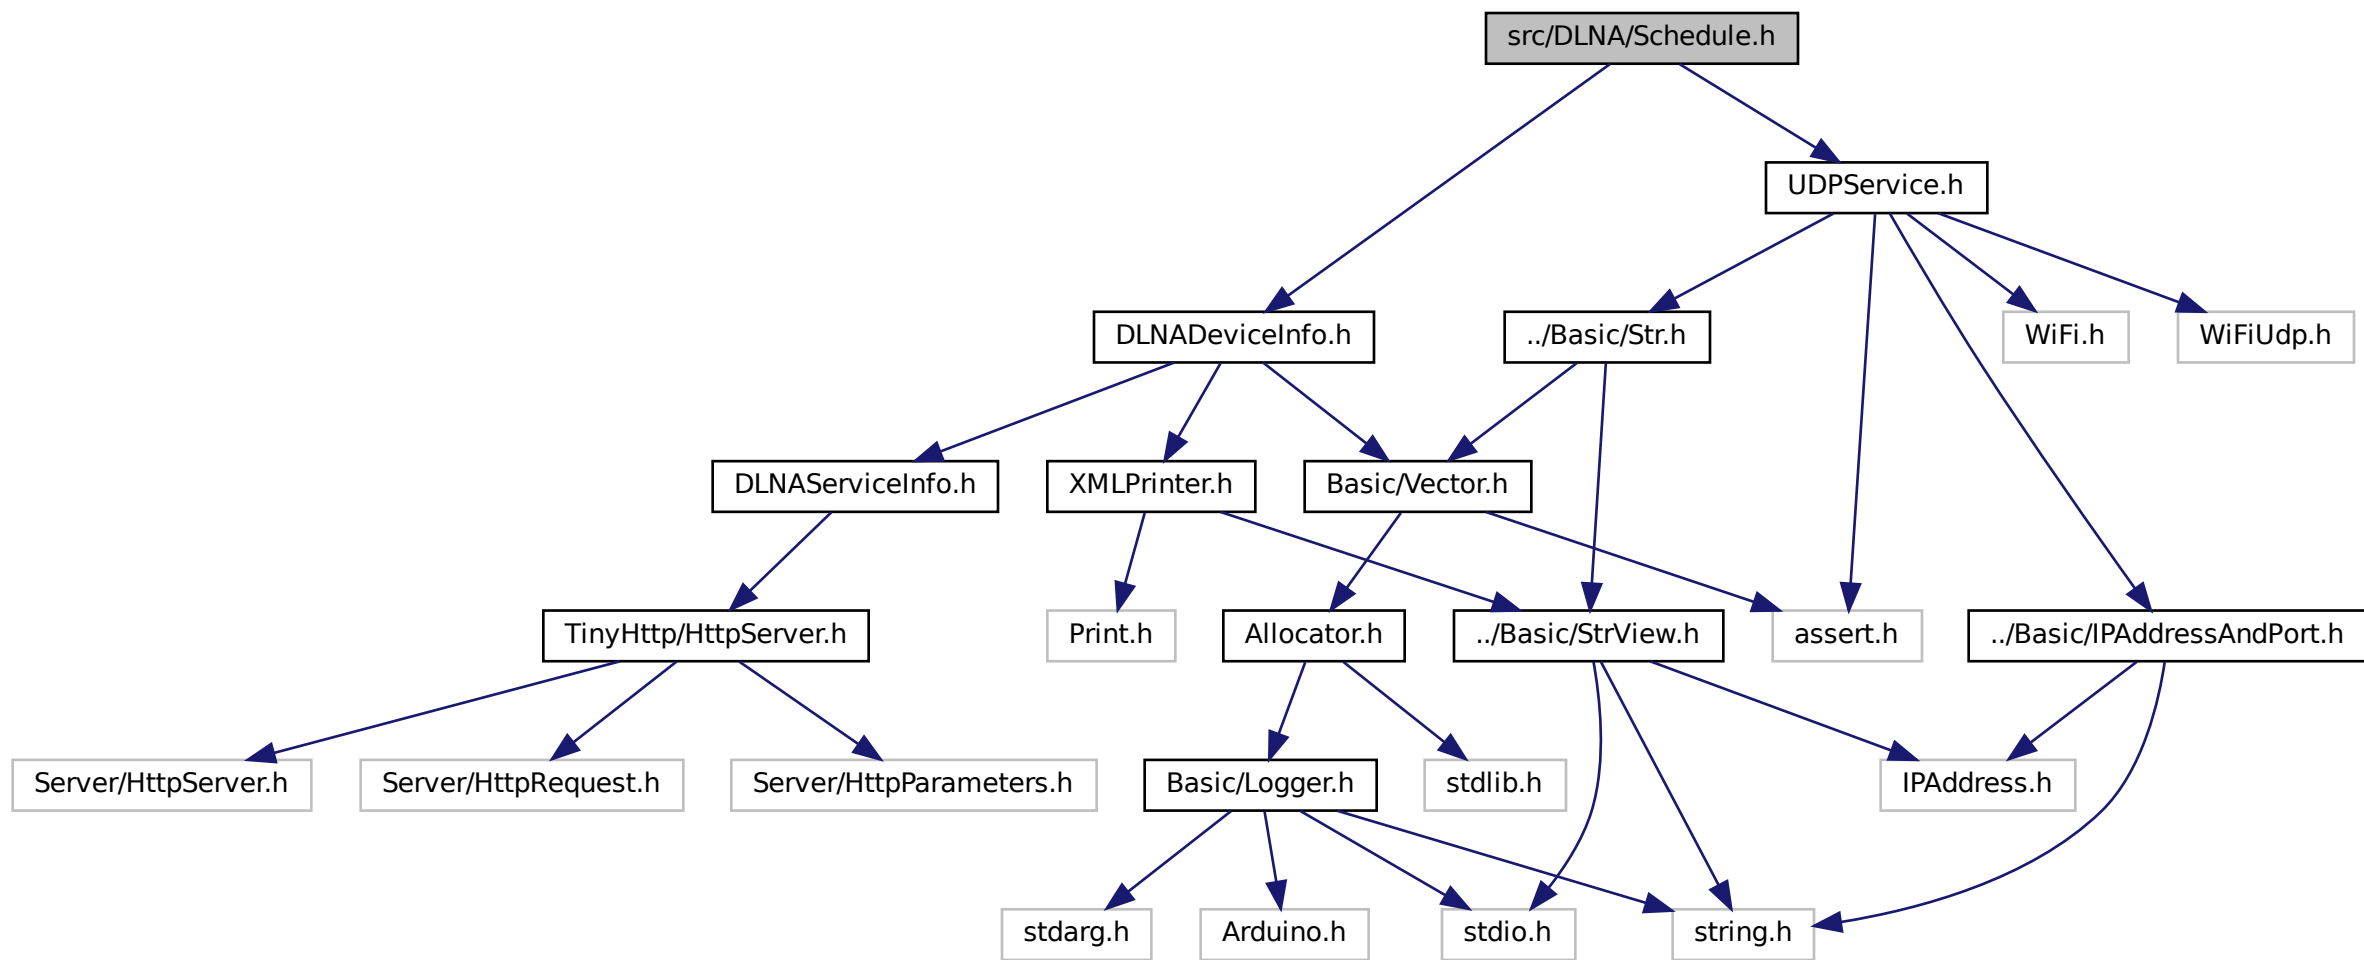 src/DLNA/Schedule.h
UDPService.h
DLNADeviceInfo.h
../Basic/Str.h
WiFi.h
WiFiUdp.h
DLNAServiceInfo.h
XMLPrinter.h
Basic/Vector.h
TinyHttp/HttpServer.h
Print.h
Allocator.h
../Basic/StrView.h
assert.h
../Basic/IPAddressAndPort.h
Server/HttpServer.h
Server/HttpRequest.h
Server/HttpParameters.h
Basic/Logger.h
stdlib.h
IPAddress.h
stdarg.h
Arduino.h
stdio.h
string.h